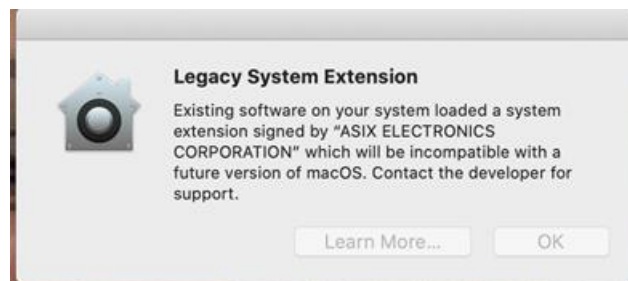 Legacy System Extension
Existing software on your system loaded a system
extension signed by “ASIX ELECTRONICS
CORPORATION” which will be incompatible with a
future version of macOS. Contact the developer for
support.
Learn More...
OK